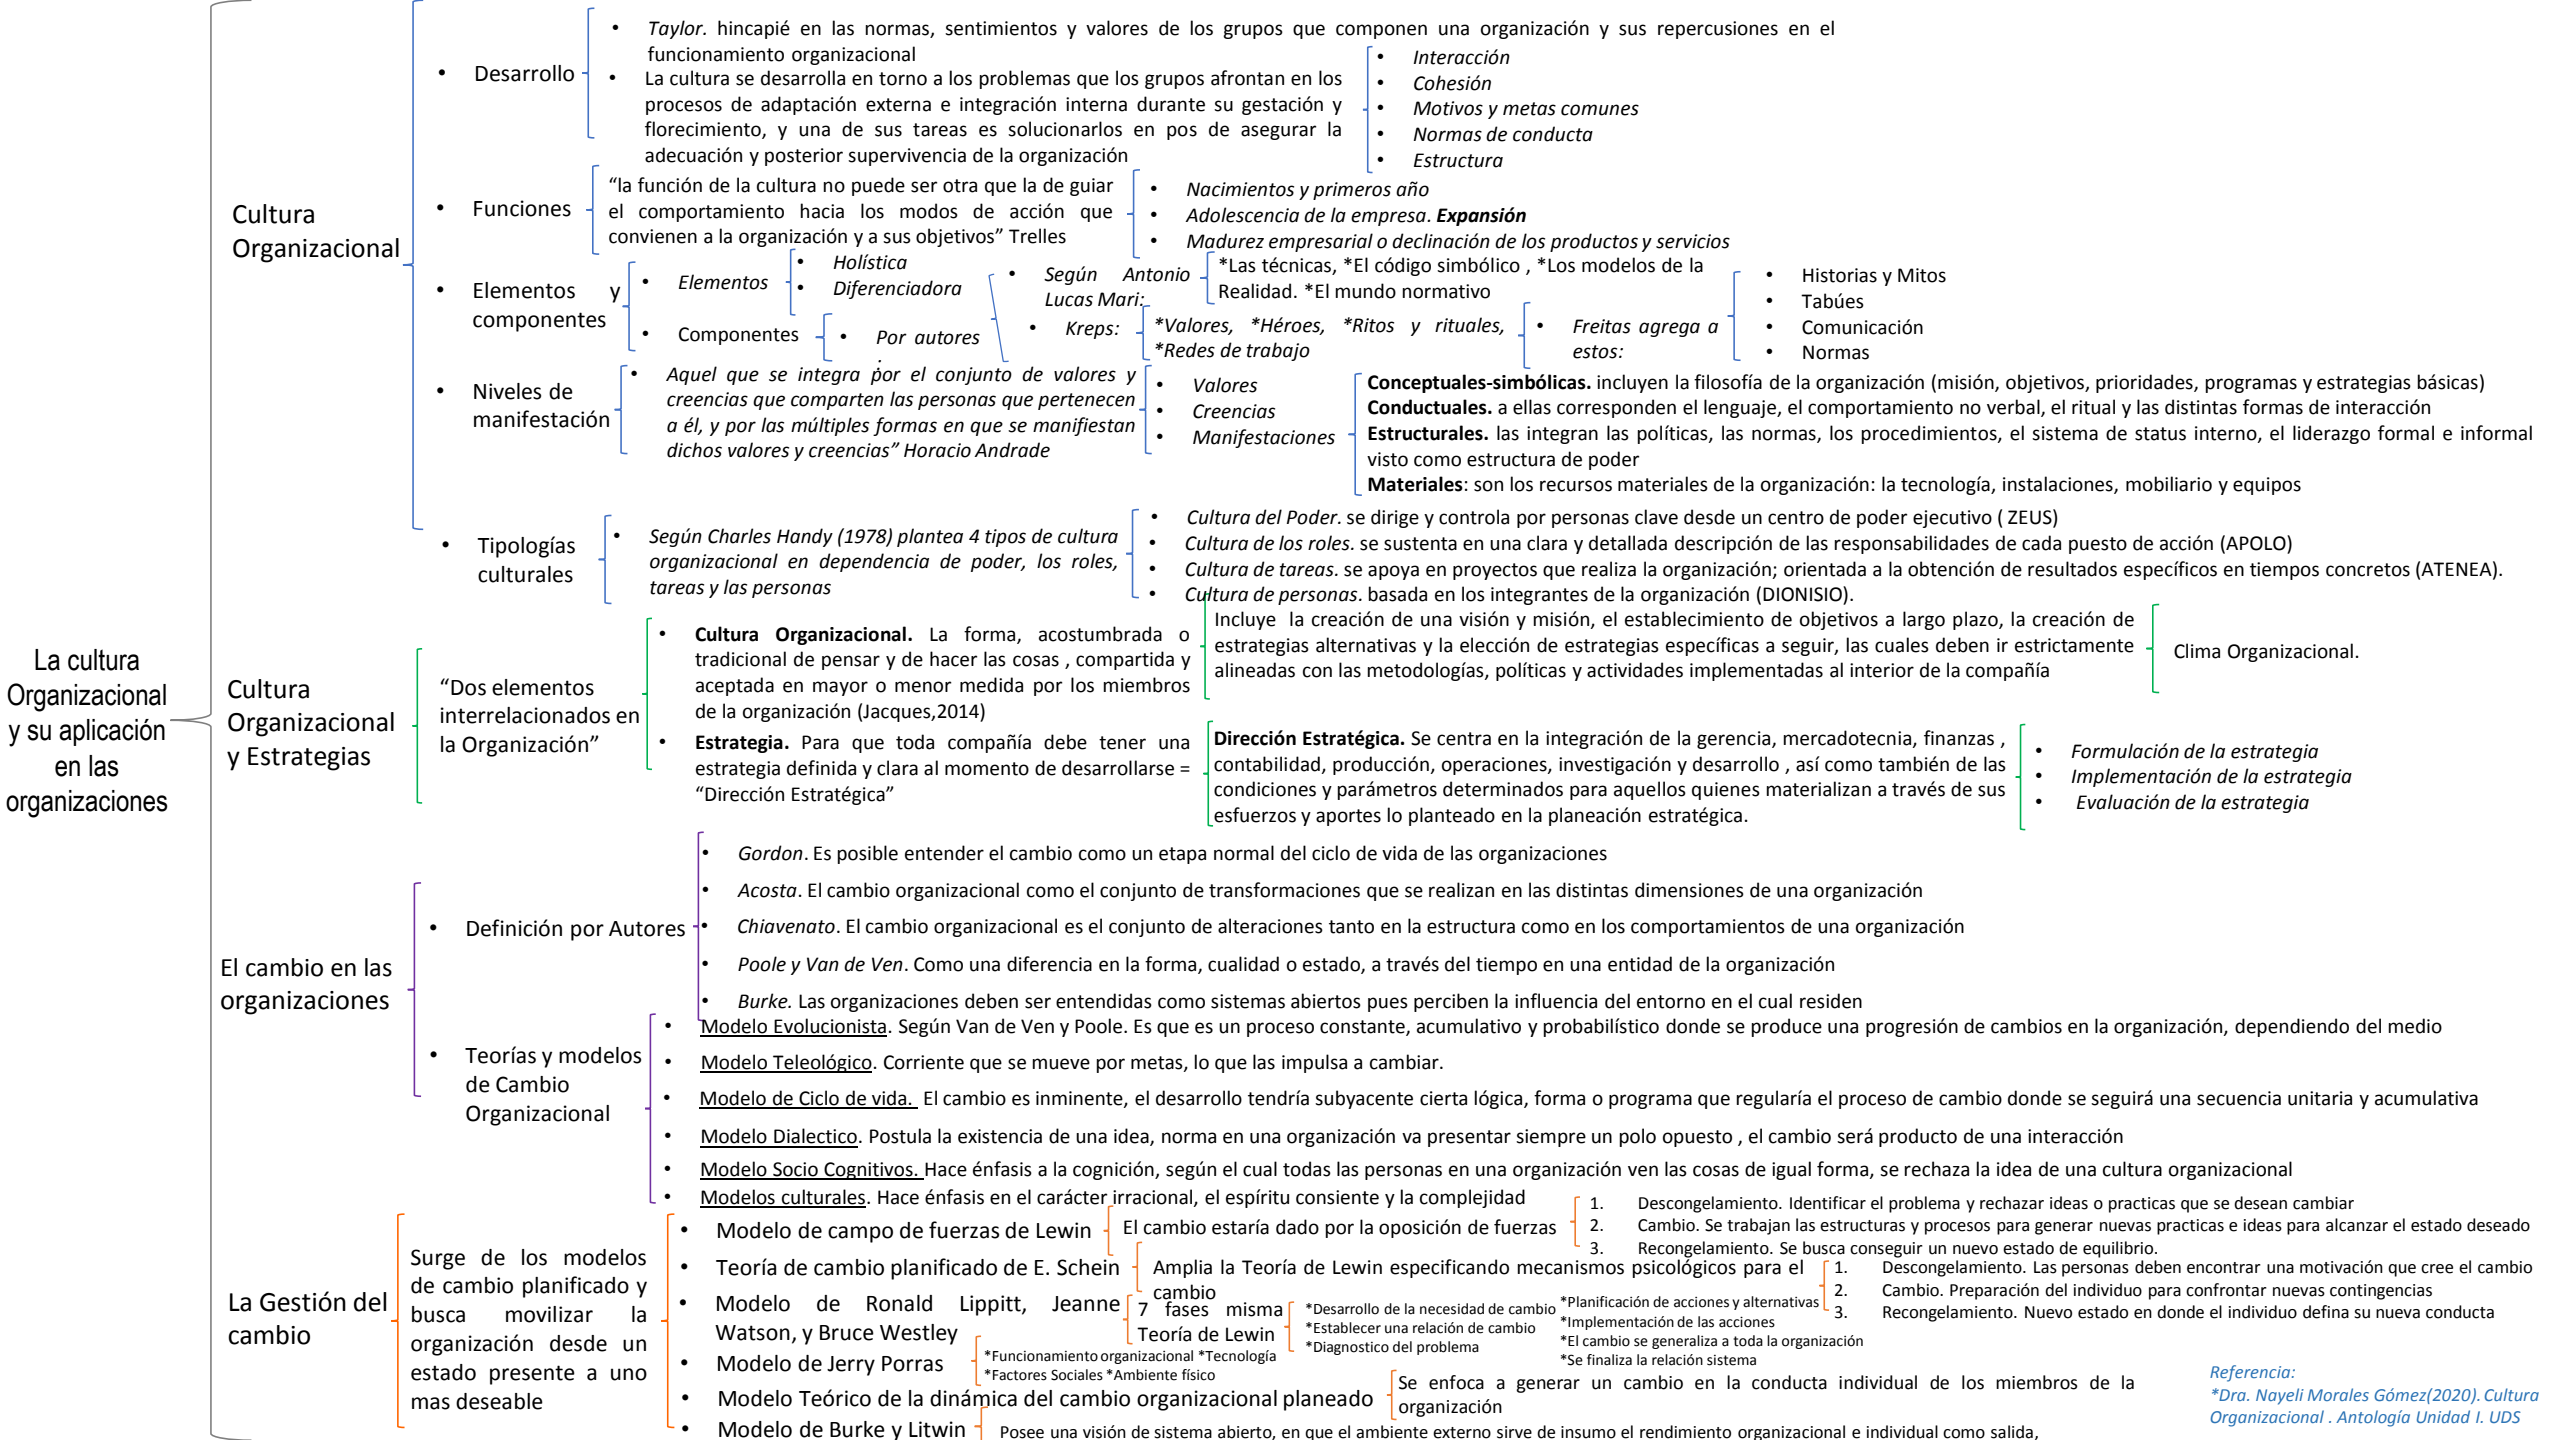 La cultura
Organizacional
y su aplicación
en las
organizaciones
Cultura
Organizacional
• Desarrollo
• Taylor. hincapié en las normas, sentimientos y valores de los grupos que componen una organización y sus repercusiones en el
funcionamiento organizacional
• La cultura se desarrolla en torno a los problemas que los grupos afrontan en los
procesos de adaptación externa e integración interna durante su gestación y
florecimiento, y una de sus tareas es solucionarlos en pos de asegurar la
adecuación y posterior supervivencia de la organización
• Interacción
• Cohesión
• Motivos y metas comunes
• Normas de conducta
• Estructura
• Funciones
“la función de la cultura no puede ser otra que la de guiar
el comportamiento hacia los modos de acción que
convienen a la organización y a sus objetivos” Trelles
• Nacimientos y primeros año
• Adolescencia de la empresa. Expansión
• Madurez empresarial o declinación de los productos y servicios
• Elementos y
componentes
• Elementos
• Holística
• Diferenciadora
• Componentes
• Por autores
:
• Según Antonio
Lucas Mari:
*Las técnicas, *El código simbólico , *Los modelos de la
Realidad. *El mundo normativo
• Kreps:
*Valores, *Héroes, *Ritos y rituales,
*Redes de trabajo
• Freitas agrega a
estos:
• Historias y Mitos
• Tabúes
• Comunicación
• Normas
• Niveles de
manifestación
• Aquel que se integra por el conjunto de valores y
creencias que comparten las personas que pertenecen
a él, y por las múltiples formas en que se manifiestan
dichos valores y creencias” Horacio Andrade
• Valores
• Creencias
• Manifestaciones
Conceptuales-simbólicas. incluyen la filosofía de la organización (misión, objetivos, prioridades, programas y estrategias básicas)
Conductuales. a ellas corresponden el lenguaje, el comportamiento no verbal, el ritual y las distintas formas de interacción
Estructurales. las integran las políticas, las normas, los procedimientos, el sistema de status interno, el liderazgo formal e informal
visto como estructura de poder
Materiales: son los recursos materiales de la organización: la tecnología, instalaciones, mobiliario y equipos
• Tipologías
culturales
• Según Charles Handy (1978) plantea 4 tipos de cultura
organizacional en dependencia de poder, los roles,
tareas y las personas
• Cultura del Poder. se dirige y controla por personas clave desde un centro de poder ejecutivo ( ZEUS)
• Cultura de los roles. se sustenta en una clara y detallada descripción de las responsabilidades de cada puesto de acción (APOLO)
• Cultura de tareas. se apoya en proyectos que realiza la organización; orientada a la obtención de resultados específicos en tiempos concretos (ATENEA).
• Cultura de personas. basada en los integrantes de la organización (DIONISIO).
Cultura
Organizacional
y Estrategias
“Dos elementos
interrelacionados en
la Organización”
• Cultura Organizacional. La forma, acostumbrada o
tradicional de pensar y de hacer las cosas , compartida y
aceptada en mayor o menor medida por los miembros
de la organización (Jacques,2014)
Incluye la creación de una visión y misión, el establecimiento de objetivos a largo plazo, la creación de
estrategias alternativas y la elección de estrategias específicas a seguir, las cuales deben ir estrictamente
alineadas con las metodologías, políticas y actividades implementadas al interior de la compañía
Clima Organizacional.
• Estrategia. Para que toda compañía debe tener una
estrategia definida y clara al momento de desarrollarse =
“Dirección Estratégica”
Dirección Estratégica. Se centra en la integración de la gerencia, mercadotecnia, finanzas ,
contabilidad, producción, operaciones, investigación y desarrollo , así como también de las
condiciones y parámetros determinados para aquellos quienes materializan a través de sus
esfuerzos y aportes lo planteado en la planeación estratégica.
• Formulación de la estrategia
• Implementación de la estrategia
• Evaluación de la estrategia
El cambio en las
organizaciones
• Definición por Autores
• Gordon. Es posible entender el cambio como un etapa normal del ciclo de vida de las organizaciones
• Acosta. El cambio organizacional como el conjunto de transformaciones que se realizan en las distintas dimensiones de una organización
• Chiavenato. El cambio organizacional es el conjunto de alteraciones tanto en la estructura como en los comportamientos de una organización
• Poole y Van de Ven. Como una diferencia en la forma, cualidad o estado, a través del tiempo en una entidad de la organización
• Burke. Las organizaciones deben ser entendidas como sistemas abiertos pues perciben la influencia del entorno en el cual residen
• Teorías y modelos
de Cambio
Organizacional
• Modelo Evolucionista. Según Van de Ven y Poole. Es que es un proceso constante, acumulativo y probabilístico donde se produce una progresión de cambios en la organización, dependiendo del medio
• Modelo Teleológico. Corriente que se mueve por metas, lo que las impulsa a cambiar.
• Modelo de Ciclo de vida. El cambio es inminente, el desarrollo tendría subyacente cierta lógica, forma o programa que regularía el proceso de cambio donde se seguirá una secuencia unitaria y acumulativa
• Modelo Dialectico. Postula la existencia de una idea, norma en una organización va presentar siempre un polo opuesto , el cambio será producto de una interacción
• Modelo Socio Cognitivos. Hace énfasis a la cognición, según el cual todas las personas en una organización ven las cosas de igual forma, se rechaza la idea de una cultura organizacional
• Modelos culturales. Hace énfasis en el carácter irracional, el espíritu consiente y la complejidad
La Gestión del
cambio
Surge de los modelos
de cambio planificado y
busca movilizar la
organización desde un
estado presente a uno
mas deseable
• Modelo de campo de fuerzas de Lewin
El cambio estaría dado por la oposición de fuerzas
1. Descongelamiento. Identificar el problema y rechazar ideas o practicas que se desean cambiar
2. Cambio. Se trabajan las estructuras y procesos para generar nuevas practicas e ideas para alcanzar el estado deseado
3. Recongelamiento. Se busca conseguir un nuevo estado de equilibrio.
• Teoría de cambio planificado de E. Schein
Amplia la Teoría de Lewin especificando mecanismos psicológicos para el
cambio
1. Descongelamiento. Las personas deben encontrar una motivación que cree el cambio
2. Cambio. Preparación del individuo para confrontar nuevas contingencias
3. Recongelamiento. Nuevo estado en donde el individuo defina su nueva conducta
• Modelo de Ronald Lippitt, Jeanne
Watson, y Bruce Westley
7 fases misma
Teoría de Lewin
*Desarrollo de la necesidad de cambio
*Establecer una relación de cambio
*Diagnostico del problema
*Planificación de acciones y alternativas
*Implementación de las acciones
*El cambio se generaliza a toda la organización
*Se finaliza la relación sistema
• Modelo de Jerry Porras
*Funcionamiento organizacional *Tecnología
*Factores Sociales *Ambiente físico
• Modelo Teórico de la dinámica del cambio organizacional planeado
Se enfoca a generar un cambio en la conducta individual de los miembros de la
organización
• Modelo de Burke y Litwin
Posee una visión de sistema abierto, en que el ambiente externo sirve de insumo el rendimiento organizacional e individual como salida,
Referencia:
*Dra. Nayeli Morales Gómez(2020). Cultura
Organizacional . Antología Unidad I. UDS